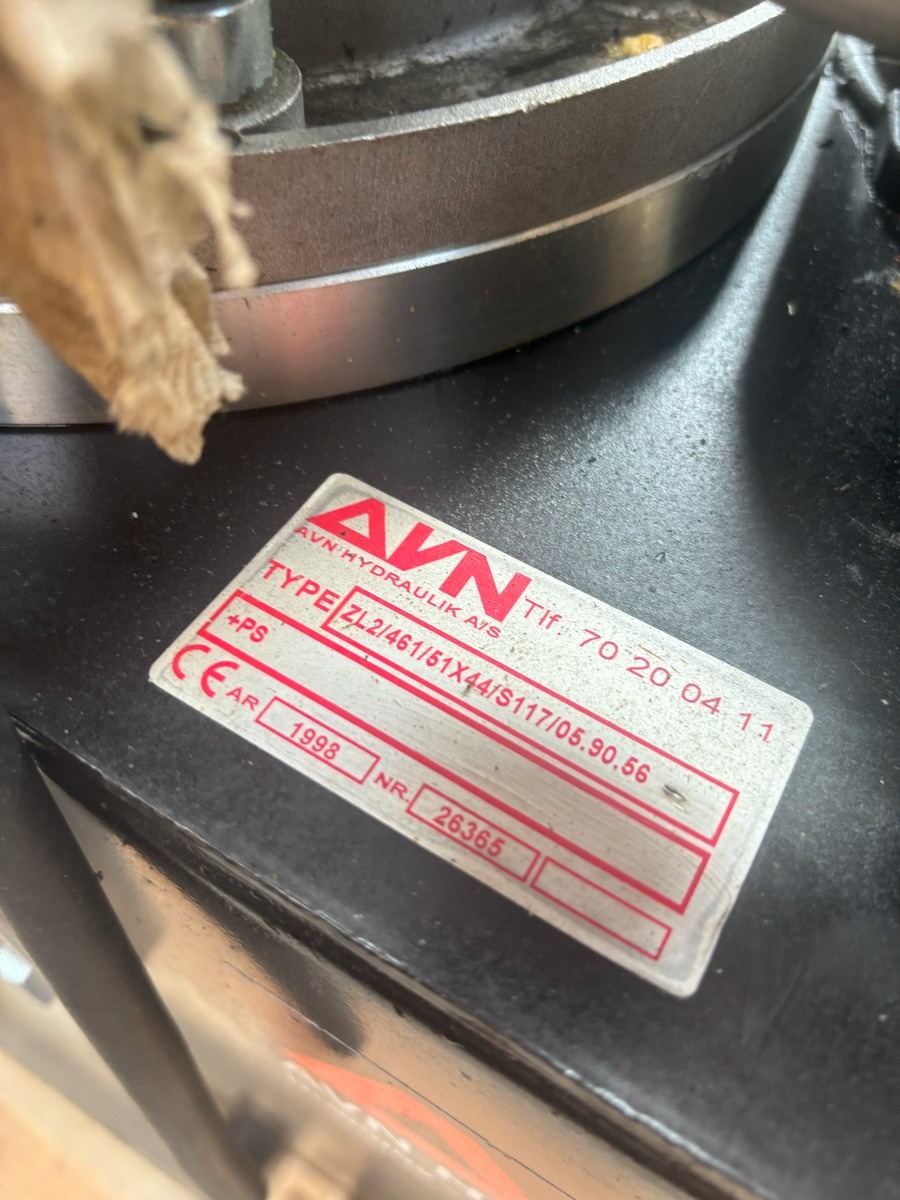 AVN
AVN HYDRAULIK A/S Tlf. 70 20 04 11
TYPE ZL2/461/51X44/S117/05.90.56
+PS
CE AR 1998 NR. 26365